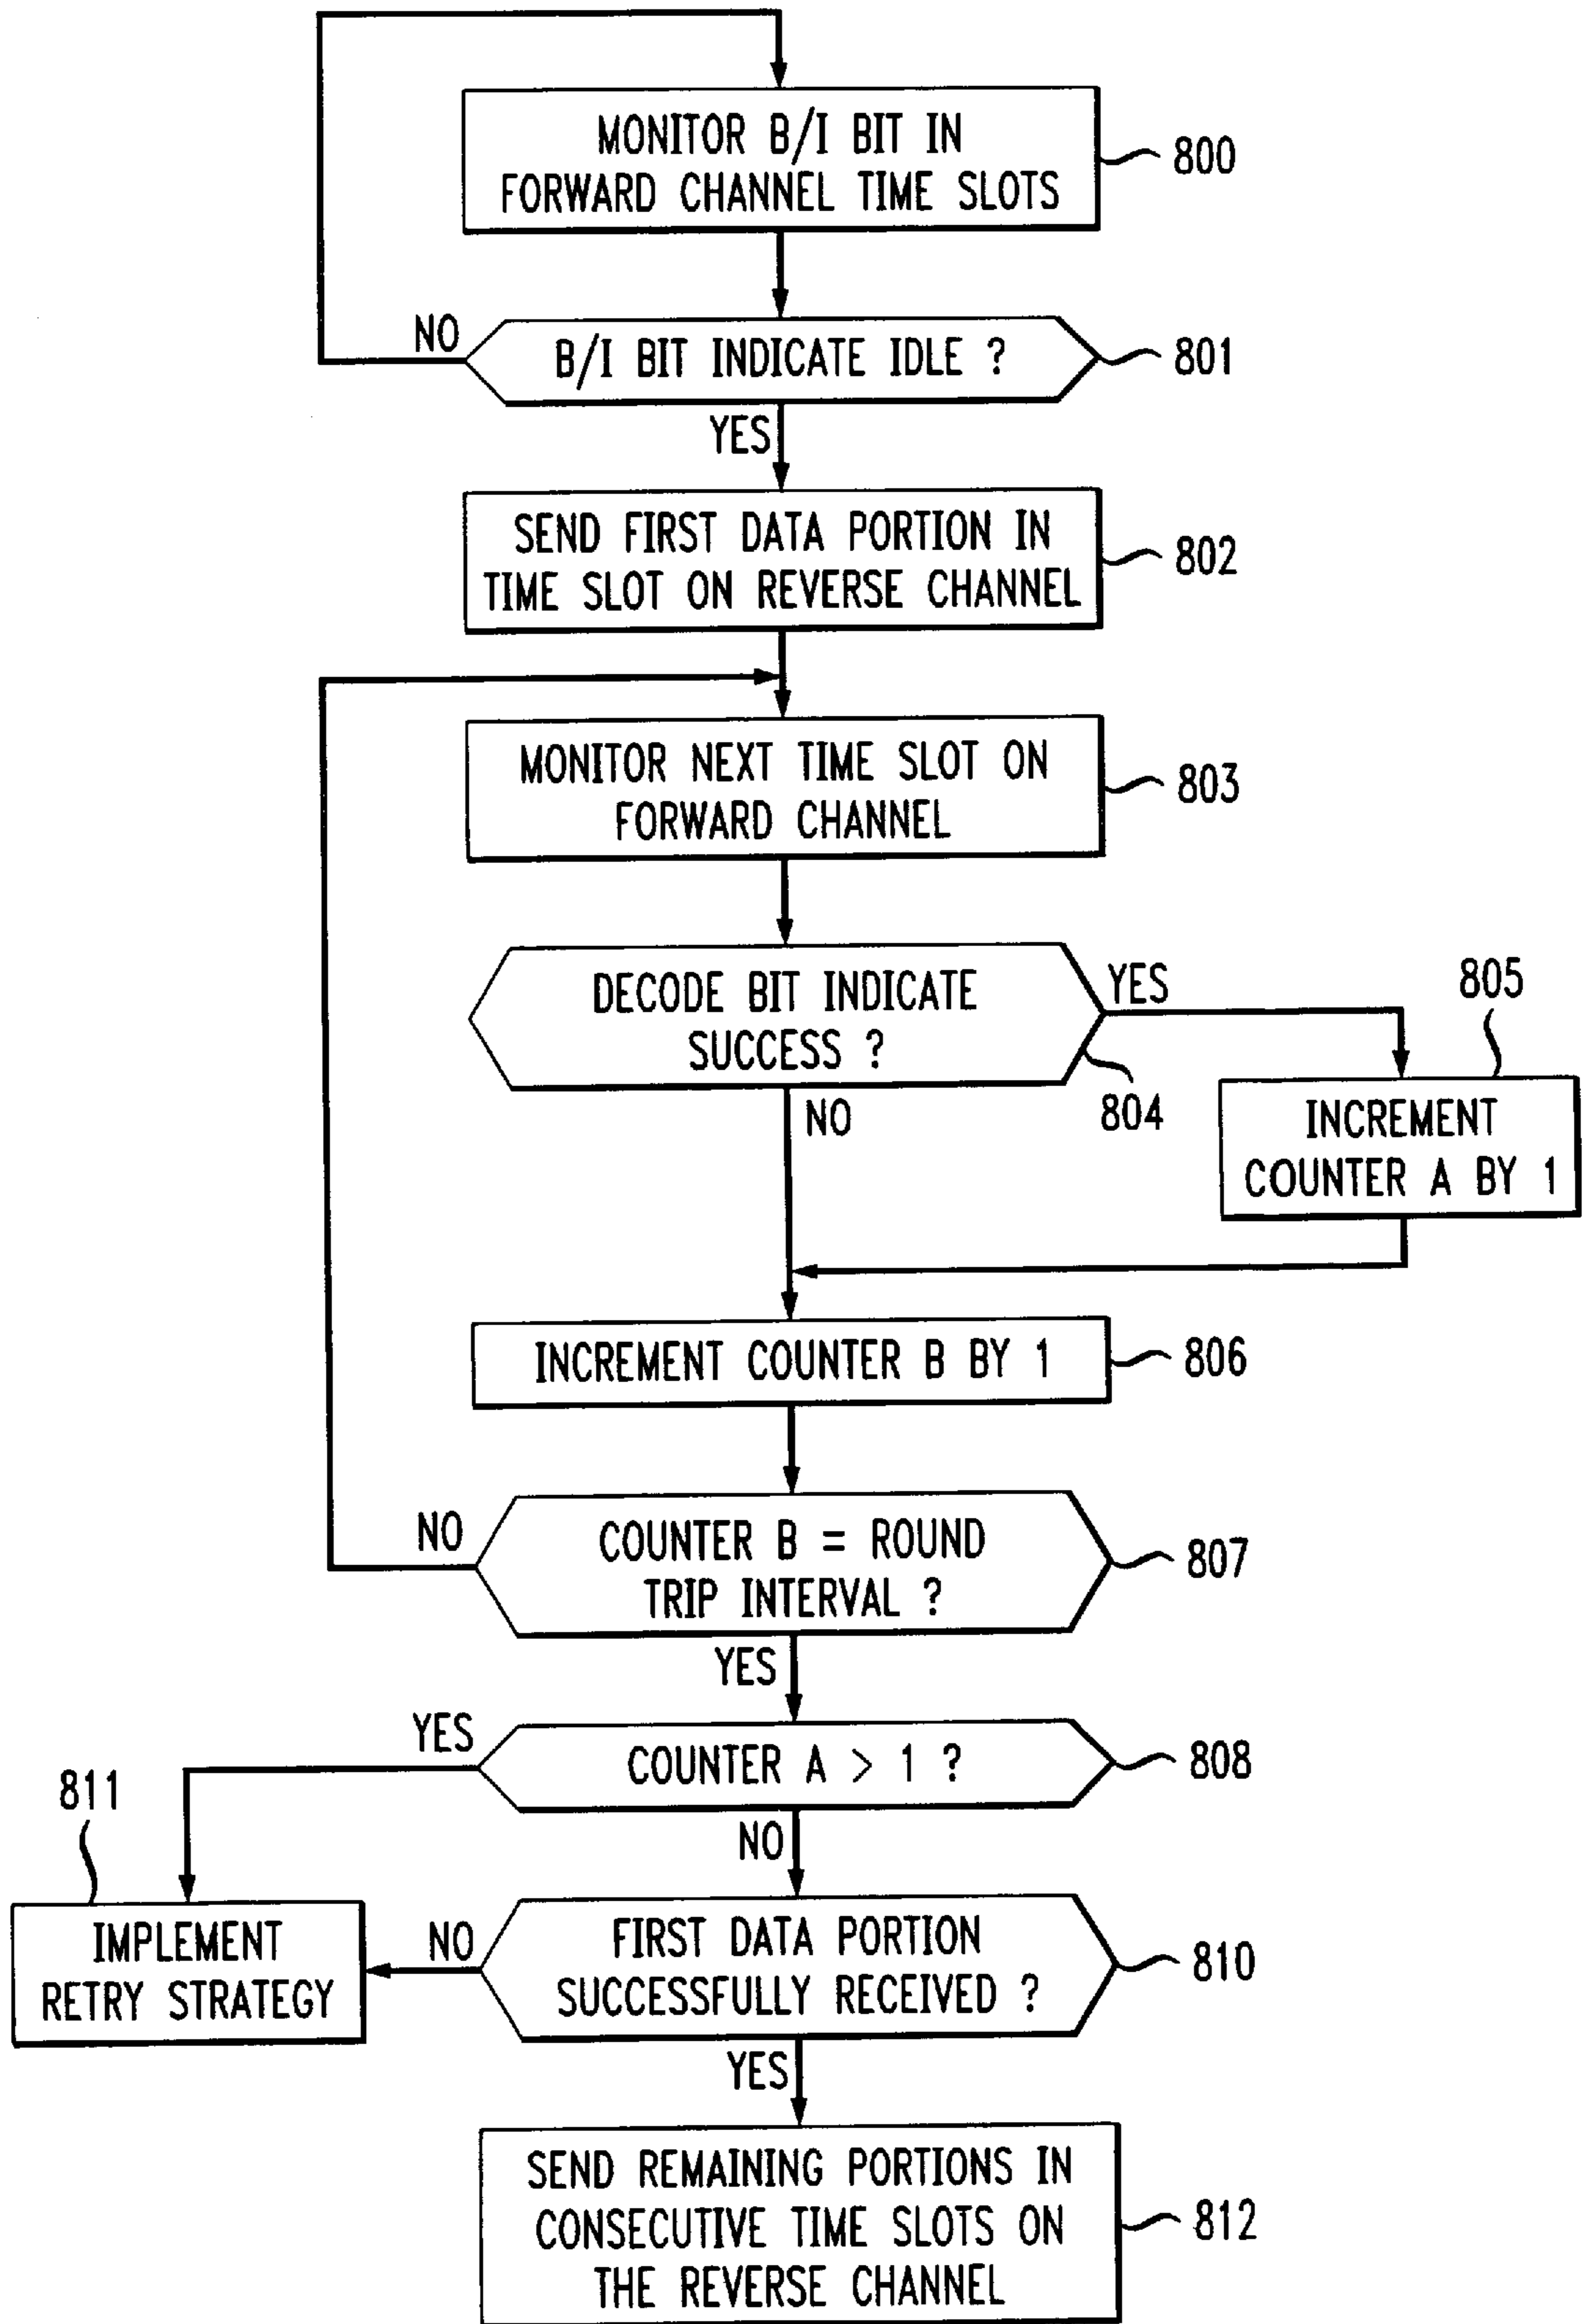 MONITOR B/I BIT IN
FORWARD CHANNEL TIME SLOTS
800
NO
B/I BIT INDICATE IDLE ?
801
YES
SEND FIRST DATA PORTION IN
TIME SLOT ON REVERSE CHANNEL
802
MONITOR NEXT TIME SLOT ON
FORWARD CHANNEL
803
DECODE BIT INDICATE
SUCCESS ?
YES
804
805
NO
INCREMENT
COUNTER A BY 1
INCREMENT COUNTER B BY 1
806
NO
COUNTER B = ROUND
TRIP INTERVAL ?
807
YES
YES
COUNTER A > 1 ?
808
811
NO
IMPLEMENT
RETRY STRATEGY
NO
FIRST DATA PORTION
SUCCESSFULLY RECEIVED ?
810
YES
SEND REMAINING PORTIONS IN
CONSECUTIVE TIME SLOTS ON
THE REVERSE CHANNEL
812